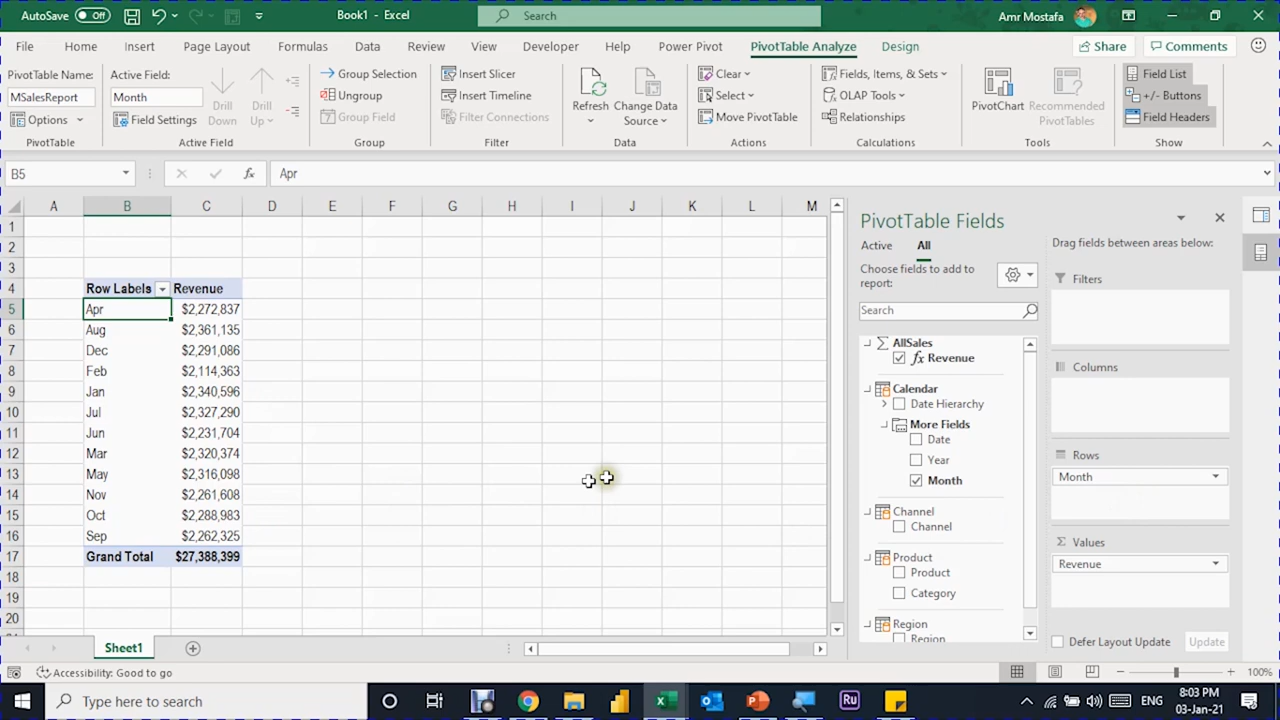 AutoSave Off Book1 - Excel Search Amr Mostafa
File Home Insert Page Layout Formulas Data Review View Developer Help Power Pivot PivotTable Analyze Design Share Comments
PivotTable Name:
MSalesReport
Options
PivotTable
Active Field:
Month
Field Settings
Drill
Down
Drill
Up
Active Field
Group Selection
Ungroup
Group Field
Group
Insert Slicer
Insert Timeline
Filter Connections
Filter
Refresh
Change Data
Source
Data
Clear
Select
Move PivotTable
Actions
Fields, Items, & Sets
OLAP Tools
Relationships
Calculations
PivotChart
Recommended
PivotTables
Tools
Field List
+/- Buttons
Field Headers
Show
B5 fx Apr
A B C D E F G H I J K L M
1
2
3
4 Row Labels Revenue
5 Apr $2,272,837
6 Aug $2,361,135
7 Dec $2,291,086
8 Feb $2,114,363
9 Jan $2,340,596
10 Jul $2,327,290
11 Jun $2,231,704
12 Mar $2,320,374
13 May $2,316,098
14 Nov $2,261,608
15 Oct $2,288,983
16 Sep $2,262,325
17 Grand Total $27,388,399
18
19
20
PivotTable Fields
Active All
Choose fields to add to
report:
Search
Σ AllSales
fx Revenue
Calendar
Date Hierarchy
More Fields
Date
Year
Month
Channel
Channel
Product
Product
Category
Region
Region
Drag fields between areas below:
Filters
Columns
Rows
Month
Σ Values
Revenue
Defer Layout Update Update
Sheet1
Accessibility: Good to go 100%
Type here to search Ru ENG 8:03 PM
03-Jan-21